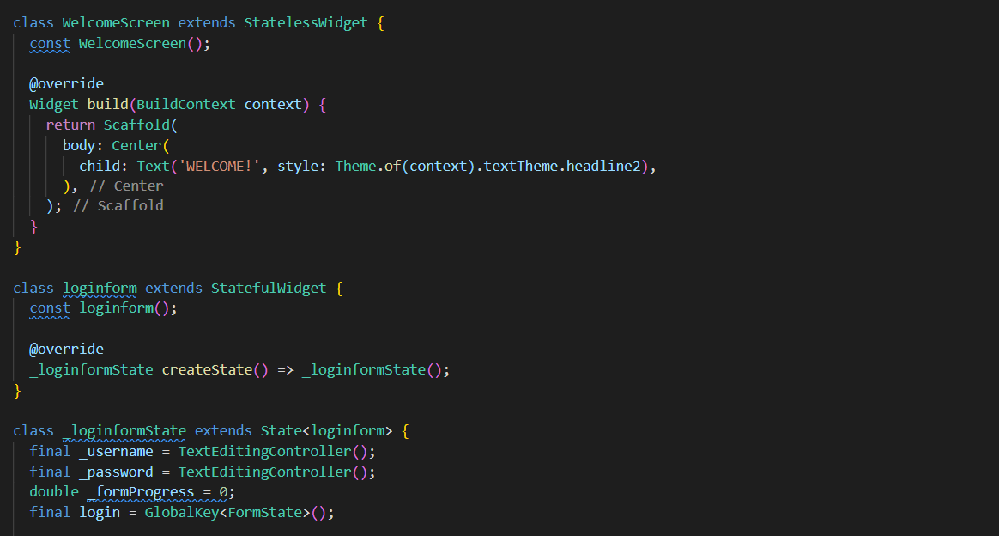 class WelcomeScreen extends StatelessWidget {
  const WelcomeScreen();

  @override
  Widget build(BuildContext context) {
    return Scaffold(
      body: Center(
        child: Text('WELCOME!', style: Theme.of(context).textTheme.headline2),
      ), // Center
    ); // Scaffold
  }
}

class loginform extends StatefulWidget {
  const loginform();

  @override
  _loginformState createState() => _loginformState();
}

class _loginformState extends State<loginform> {
  final _username = TextEditingController();
  final _password = TextEditingController();
  double _formProgress = 0;
  final login = GlobalKey<FormState>();